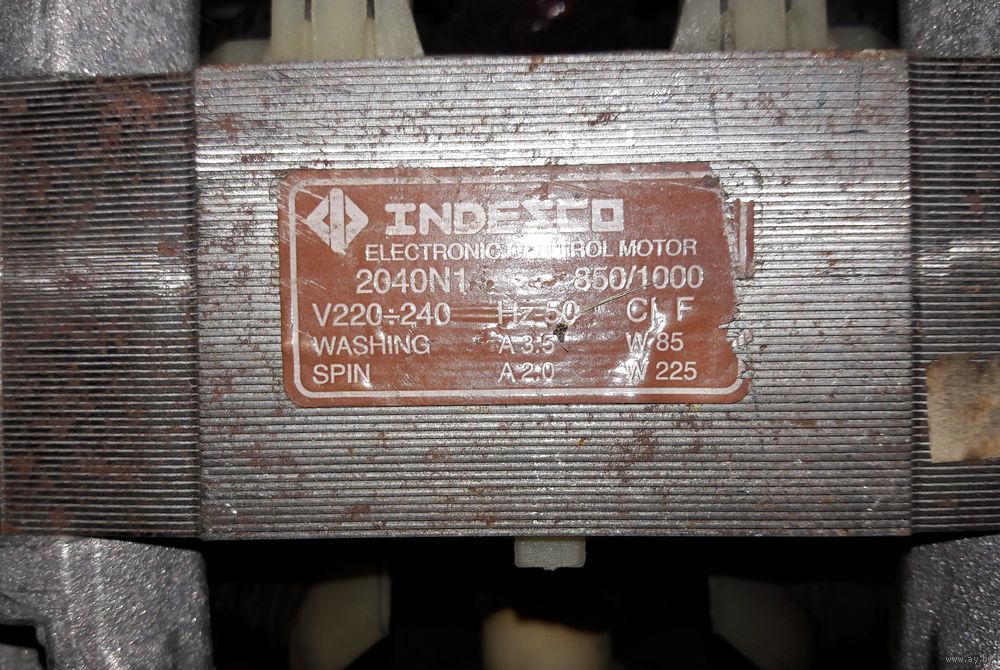 INDESCO
ELECTRONIC CONTROL MOTOR
2040N1 850/1000
V220÷240 Hz 50 CL F
WASHING A 3.5 W 85
SPIN A 2.0 W 225